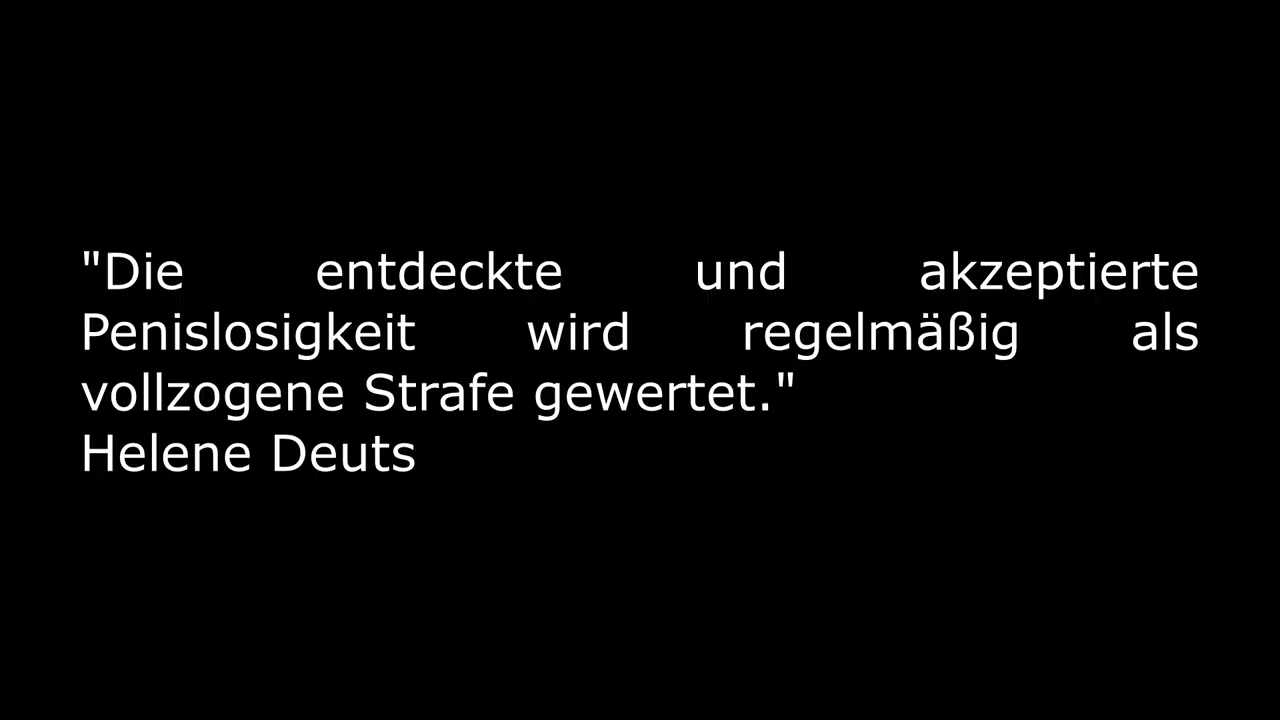 "Die entdeckte und akzeptierte
Penislosigkeit wird regelmäßig als
vollzogene Strafe gewertet."
Helene Deuts